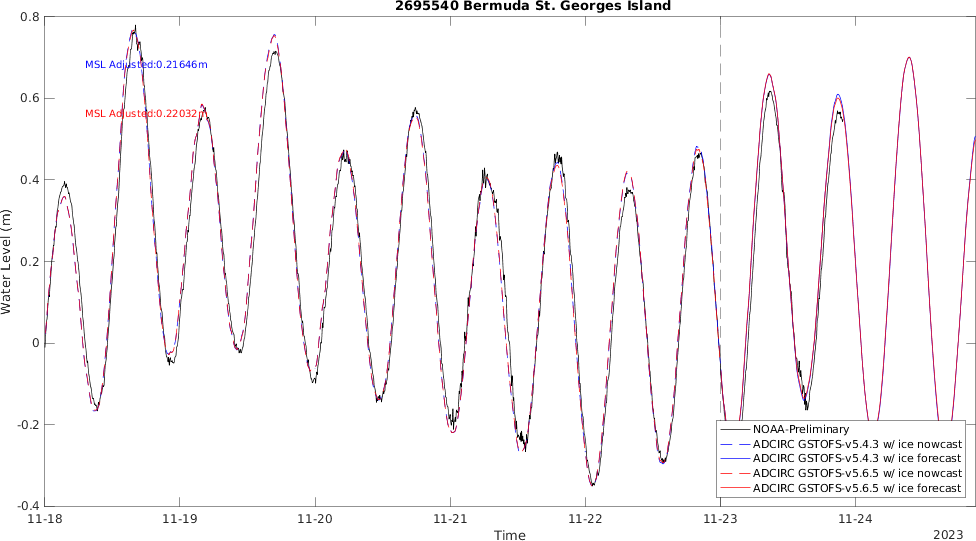 2695540 Bermuda St. Georges Island
0.8
0.6
0.4
0.2
0
-0.2
-0.4
Water Level (m)
MSL Adjusted:0.21646m
MSL Adjusted:0.22032
NOAA-Preliminary
ADCIRC GSTOFS-v5.4.3 w/ ice nowcast
ADCIRC GSTOFS-v5.4.3 w/ ice forecast
ADCIRC GSTOFS-v5.6.5 w/ ice nowcast
ADCIRC GSTOFS-v5.6.5 w/ ice forecast
11-18 11-19 11-20 11-21 11-22 11-23 11-24
Time
2023